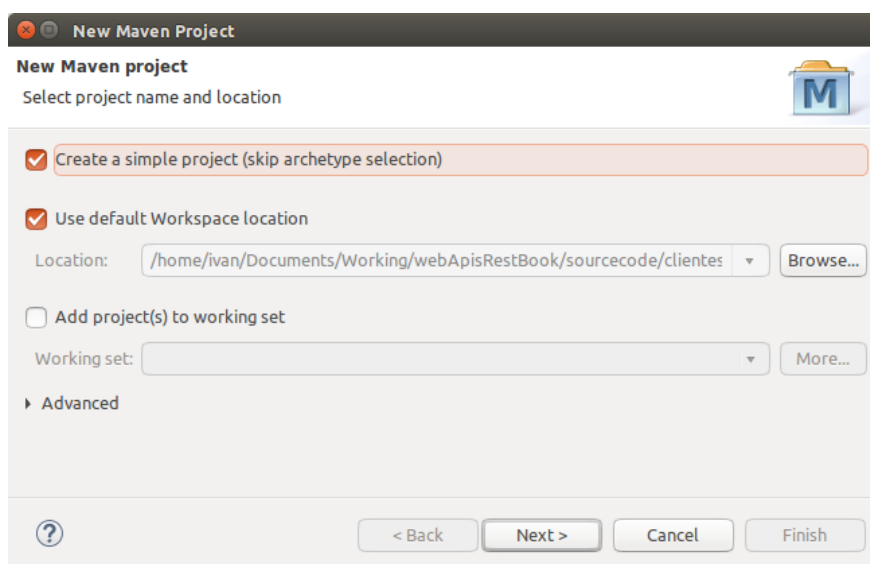 New Maven Project
New Maven project
Select project name and location
M
Create a simple project (skip archetype selection)
Use default Workspace location
Location: /home/ivan/Documents/Working/webApisRestBook/sourcecode/clientes Browse...
Add project(s) to working set
Working set: More...
Advanced
? < Back Next > Cancel Finish